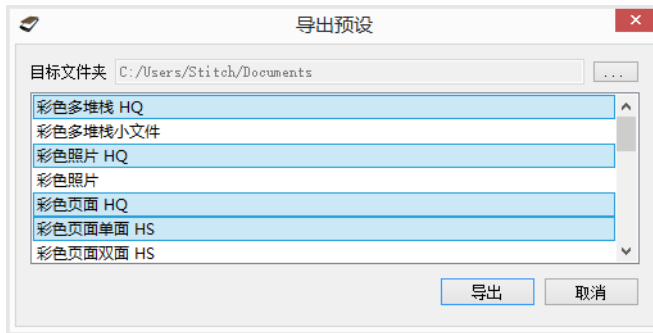 导出预设
目标文件夹 C:/Users/Stitch/Documents ...
彩色多堆栈 HQ
彩色多堆栈小文件
彩色照片 HQ
彩色照片
彩色页面 HQ
彩色页面单面 HS
彩色页面双面 HS
导出 取消